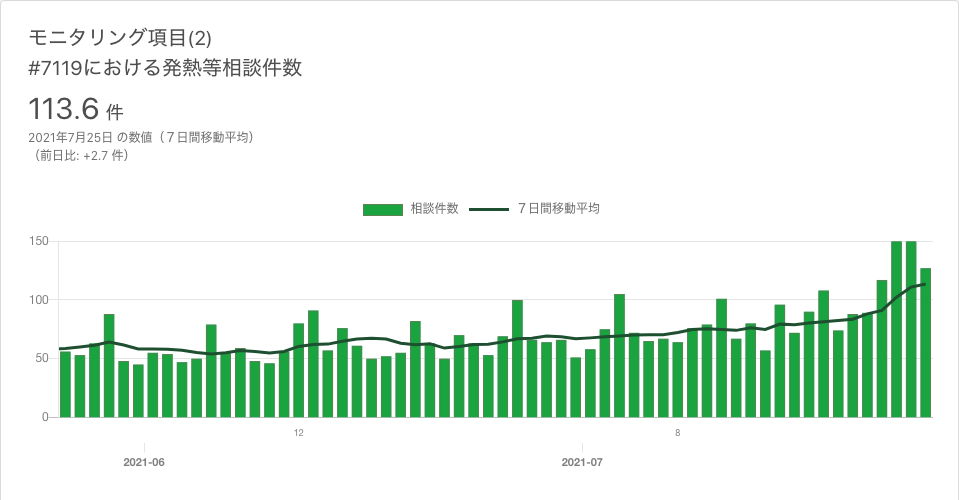 モニタリング項目(2)
#7119における発熱等相談件数
113.6 件
2021年7月25日 の数値（７日間移動平均）
（前日比: +2.7 件）
相談件数 ７日間移動平均
150
100
50
0
12 8
2021-06 2021-07